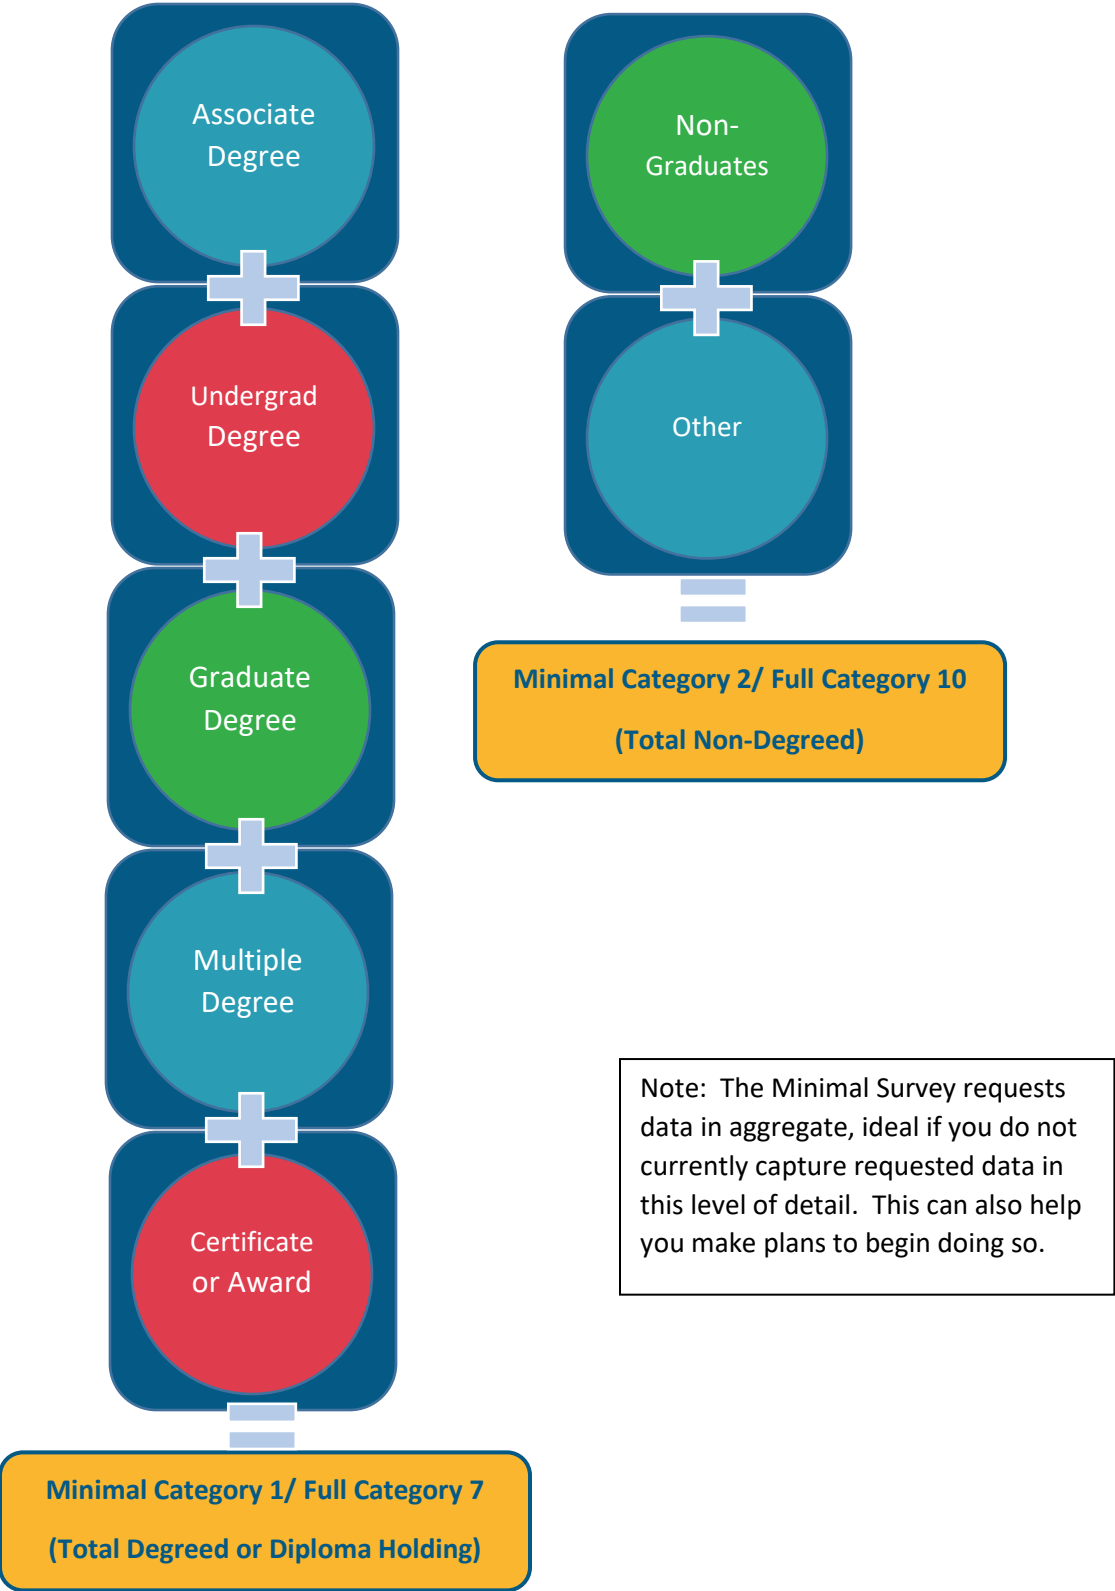 Associate
Degree
Undergrad
Degree
Graduate
Degree
Multiple
Degree
Certificate
or Award
Minimal Category 1/ Full Category 7
(Total Degreed or Diploma Holding)
Non-
Graduates
Other
Minimal Category 2/ Full Category 10
(Total Non-Degreed)
Note:  The Minimal Survey requests
data in aggregate, ideal if you do not
currently capture requested data in
this level of detail.  This can also help
you make plans to begin doing so.